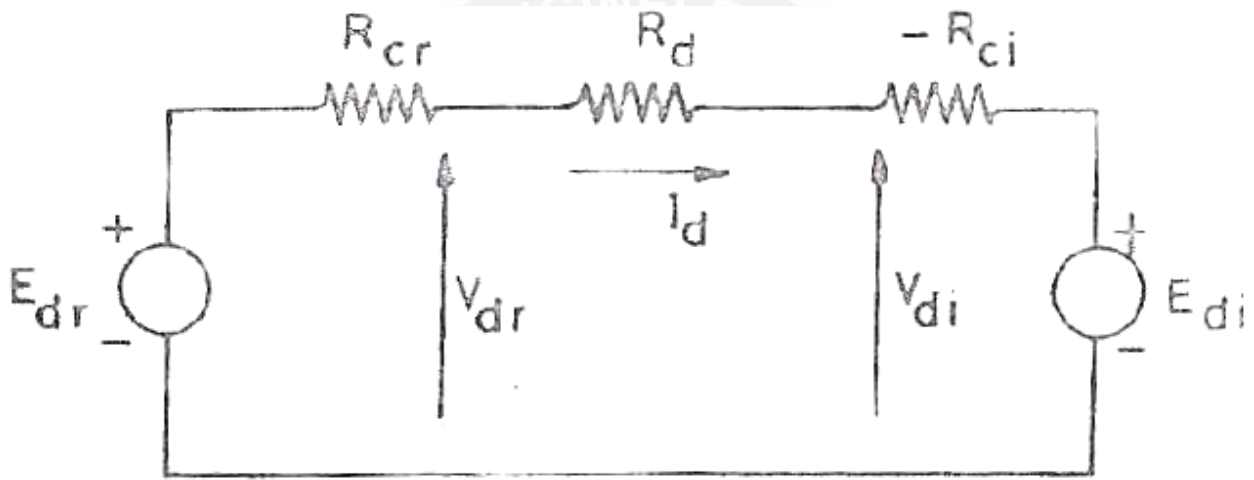 R_cr R_d - R_ci
I_d
+ +
E_dr V_dr V_di E_di
- -